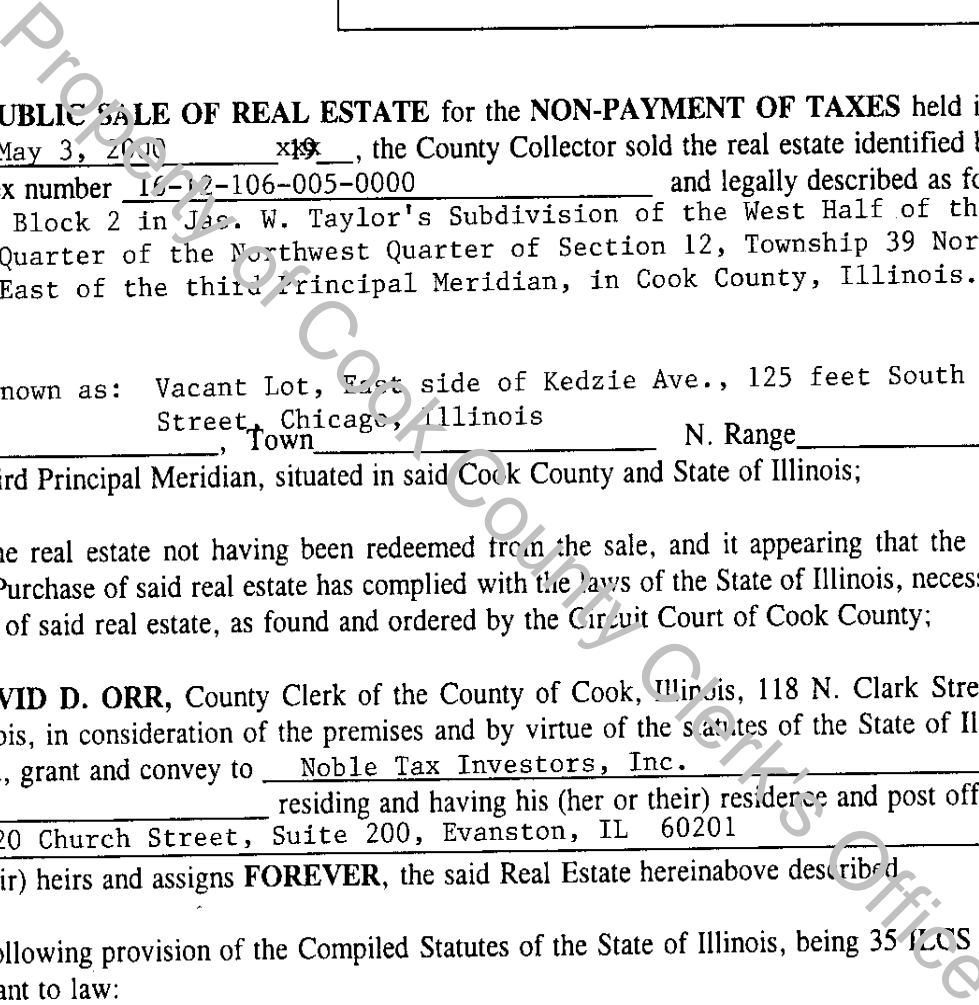 UBLIC SALE OF REAL ESTATE for the NON-PAYMENT OF TAXES held i
May 3, 2000 x19x , the County Collector sold the real estate identified b
x number 16-12-106-005-0000 and legally described as fo
Block 2 in Jas. W. Taylor's Subdivision of the West Half of th
Quarter of the Northwest Quarter of Section 12, Township 39 Nor
East of the third Principal Meridian, in Cook County, Illinois.
nown as: Vacant Lot, East side of Kedzie Ave., 125 feet South
Street, Chicago, Illinois
, Town N. Range
ird Principal Meridian, situated in said Cook County and State of Illinois;
he real estate not having been redeemed from the sale, and it appearing that the
Purchase of said real estate has complied with the laws of the State of Illinois, necess
of said real estate, as found and ordered by the Circuit Court of Cook County;
VID D. ORR, County Clerk of the County of Cook, Illinois, 118 N. Clark Stre
ois, in consideration of the premises and by virtue of the statutes of the State of Il
., grant and convey to Noble Tax Investors, Inc.
residing and having his (her or their) residence and post off
20 Church Street, Suite 200, Evanston, IL 60201
ir) heirs and assigns FOREVER, the said Real Estate hereinabove described
ollowing provision of the Compiled Statutes of the State of Illinois, being 35 ILCS
ant to law:
Property of Cook County Clerk's Office